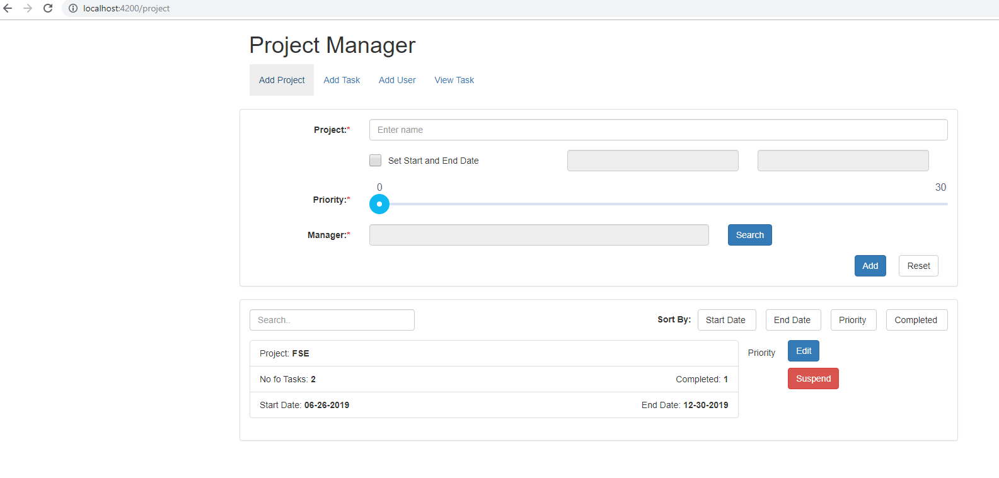 localhost:4200/project
Project Manager
Add Project Add Task Add User View Task
Project:* Enter name
Set Start and End Date
0 30
Priority:*
Manager:* Search
Add Reset
Search.. Sort By: Start Date End Date Priority Completed
Project: FSE Priority Edit
No fo Tasks: 2 Completed: 1 Suspend
Start Date: 06-26-2019 End Date: 12-30-2019